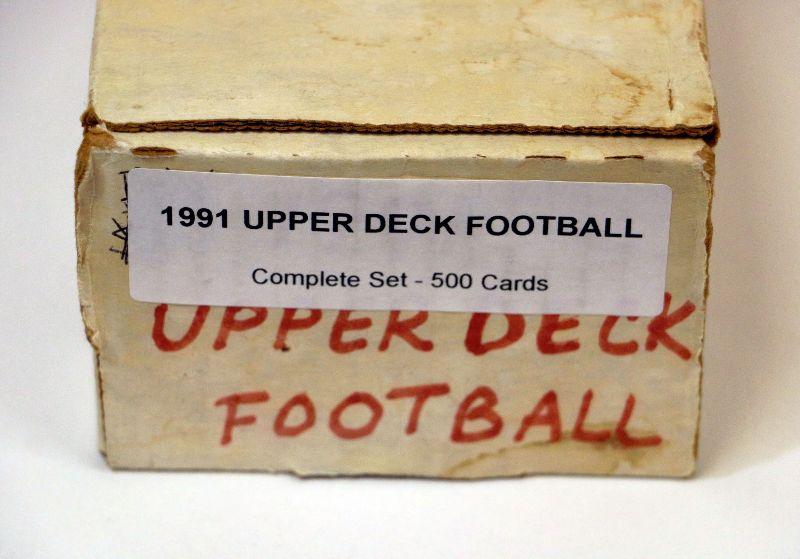 1991 UPPER DECK FOOTBALL
Complete Set - 500 Cards
UPPER DECK
FOOTBALL